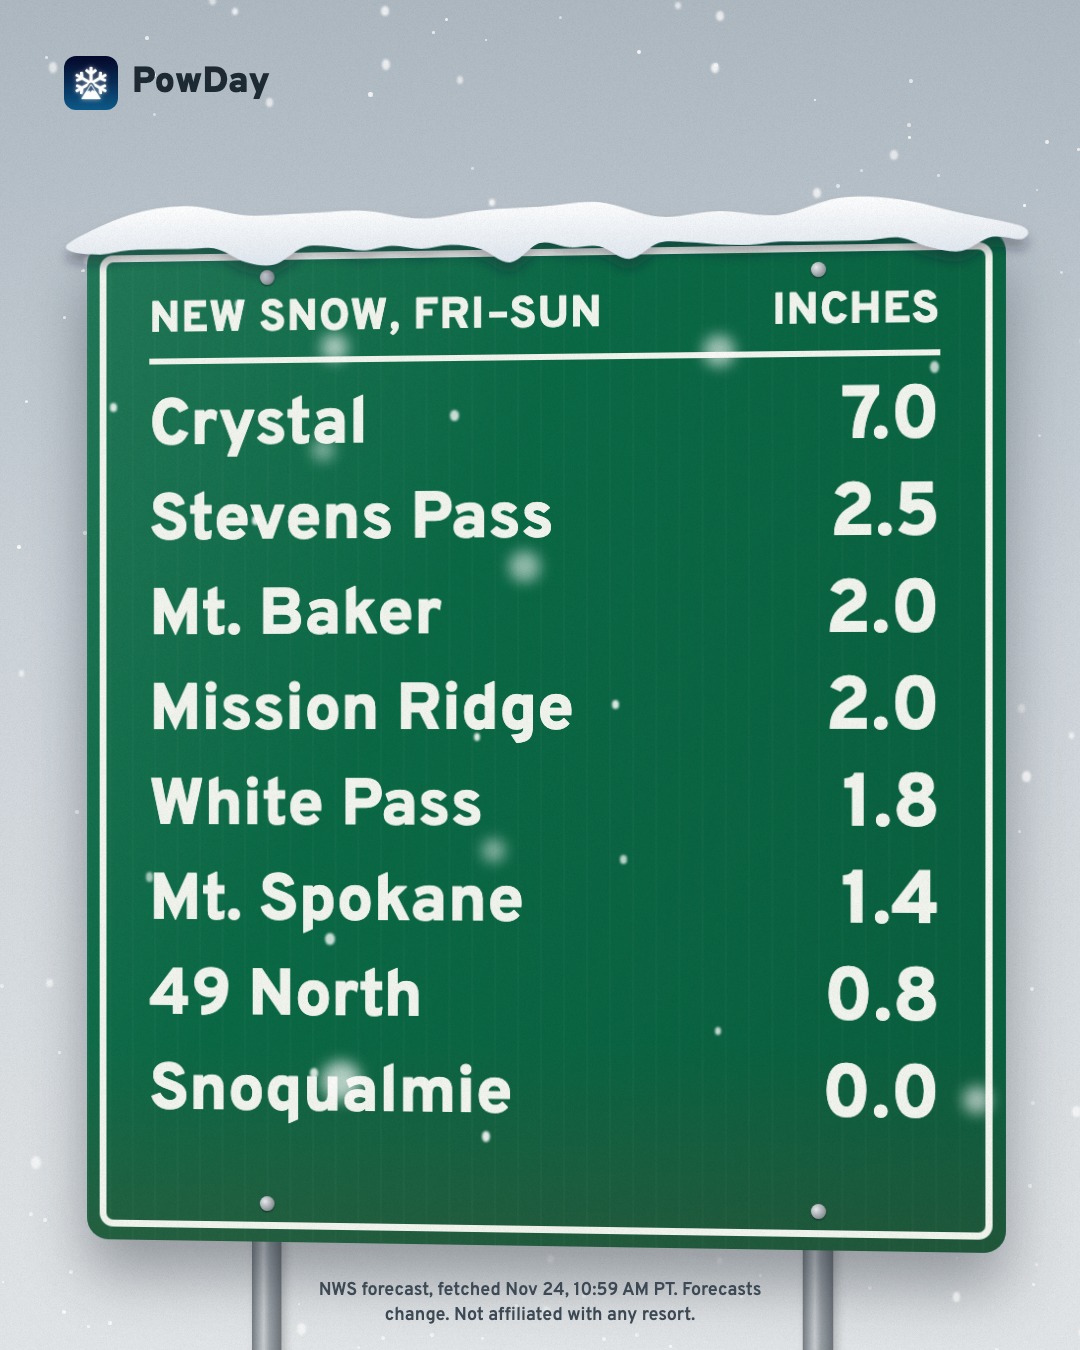 PowDay
NEW SNOW, FRI–SUN INCHES
Crystal 7.0
Stevens Pass 2.5
Mt. Baker 2.0
Mission Ridge 2.0
White Pass 1.8
Mt. Spokane 1.4
49 North 0.8
Snoqualmie 0.0
NWS forecast, fetched Nov 24, 10:59 AM PT. Forecasts
change. Not affiliated with any resort.